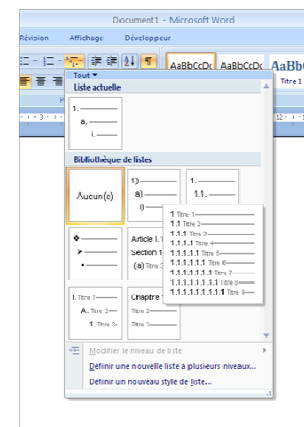 Document1 - Microsoft Word
Révision Affichage Développeur
AaBbCcDc AaBbCcDc AaBb
Titre 1
Tout
Liste actuelle
1.
a.
i.
Bibliothèque de listes
Aucun(e)
1)
a)
i)
1.
1.1.
Article I.
Section 1
(a) Titre 3
1 Titre 1
1.1 Titre 2
1.1.1 Titre 3
1.1.1.1 Titre 4
1.1.1.1.1 Titre 5
1.1.1.1.1.1 Titre 6
1.1.1.1.1.1.1 Titre 7
1.1.1.1.1.1.1.1 Titre 8
1.1.1.1.1.1.1.1.1 Titre 9
I. Titre 1
A. Titre 2
1. Titre 3
Chapitre
Titre 2
Titre 3
Modifier le niveau de liste
Définir une nouvelle liste à plusieurs niveaux...
Définir un nouveau style de liste...